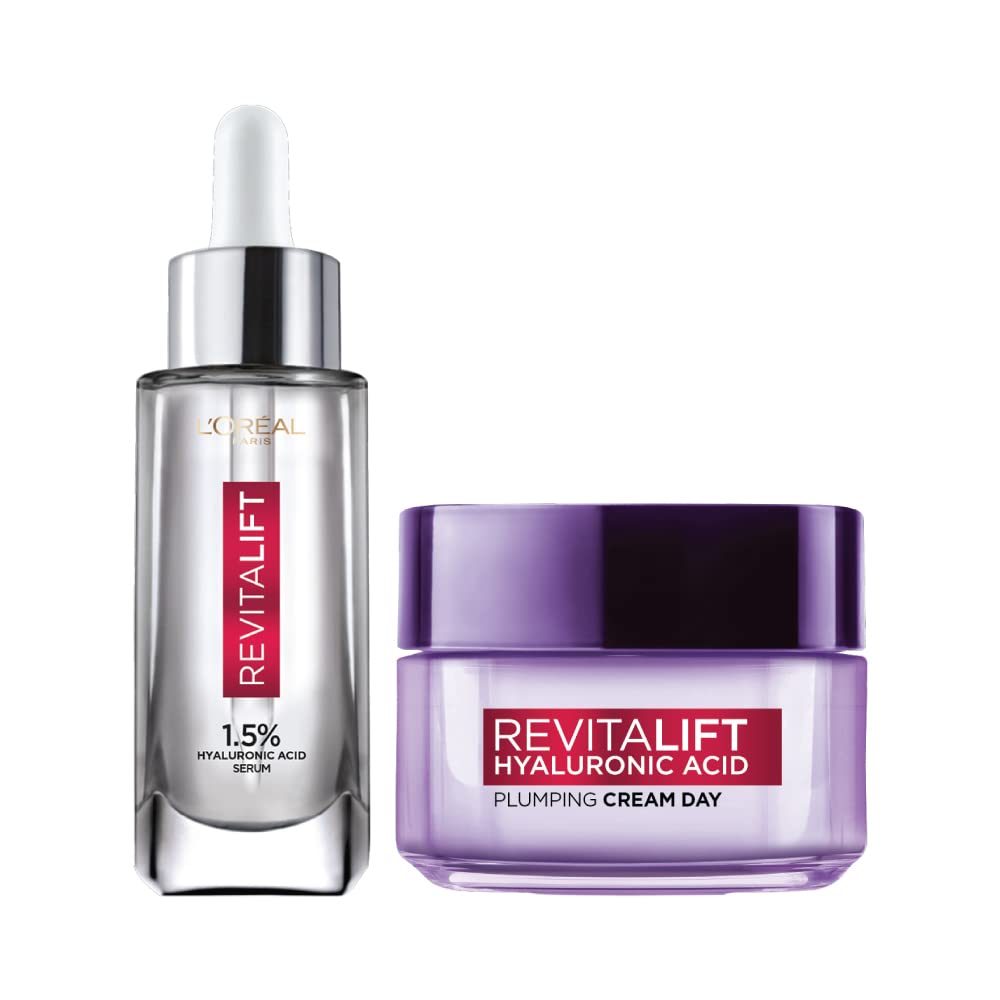 L'ORÉAL
PARIS
REVITALIFT
1.5%
HYALURONIC ACID
SERUM
REVITALIFT
HYALURONIC ACID
PLUMPING CREAM DAY